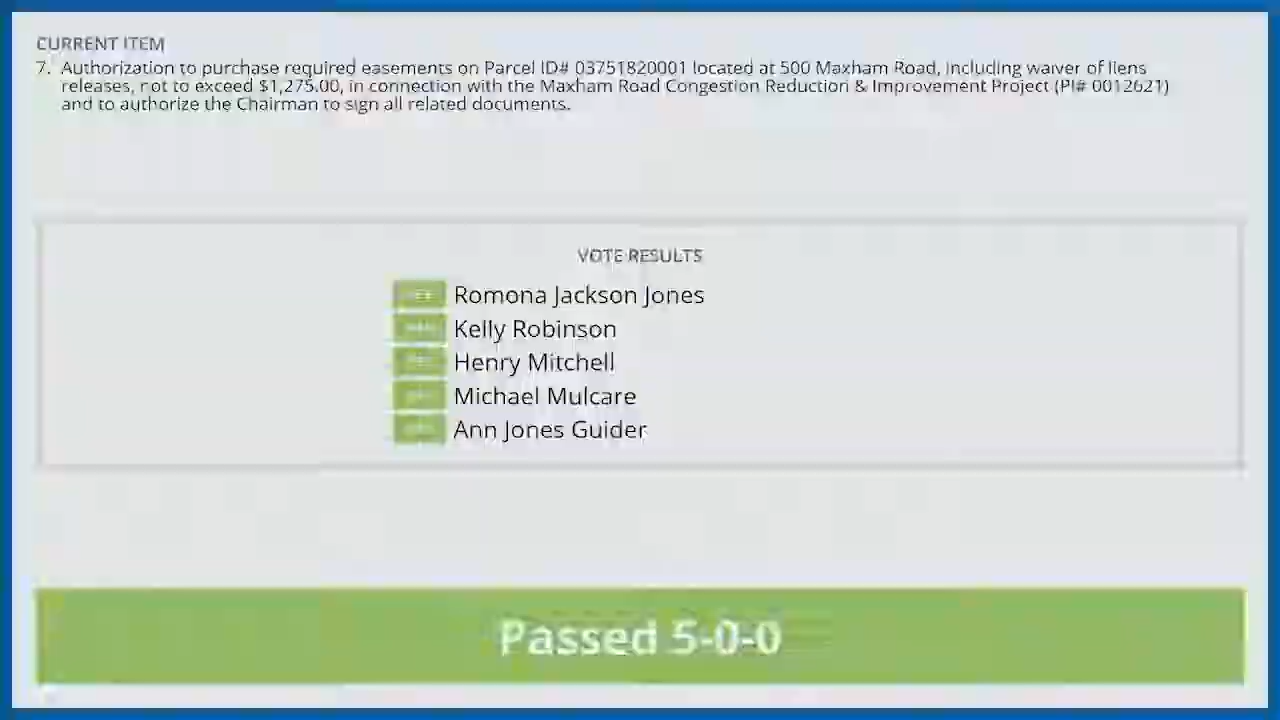 CURRENT ITEM
7. Authorization to purchase required easements on Parcel ID# 03751820001 located at 500 Maxham Road, including waiver of liens
releases, not to exceed $1,275.00, in connection with the Maxham Road Congestion Reduction & Improvement Project (PI# 0012621)
and to authorize the Chairman to sign all related documents.
VOTE RESULTS
Romona Jackson Jones
Kelly Robinson
Henry Mitchell
Michael Mulcare
Ann Jones Guider
Passed 5-0-0